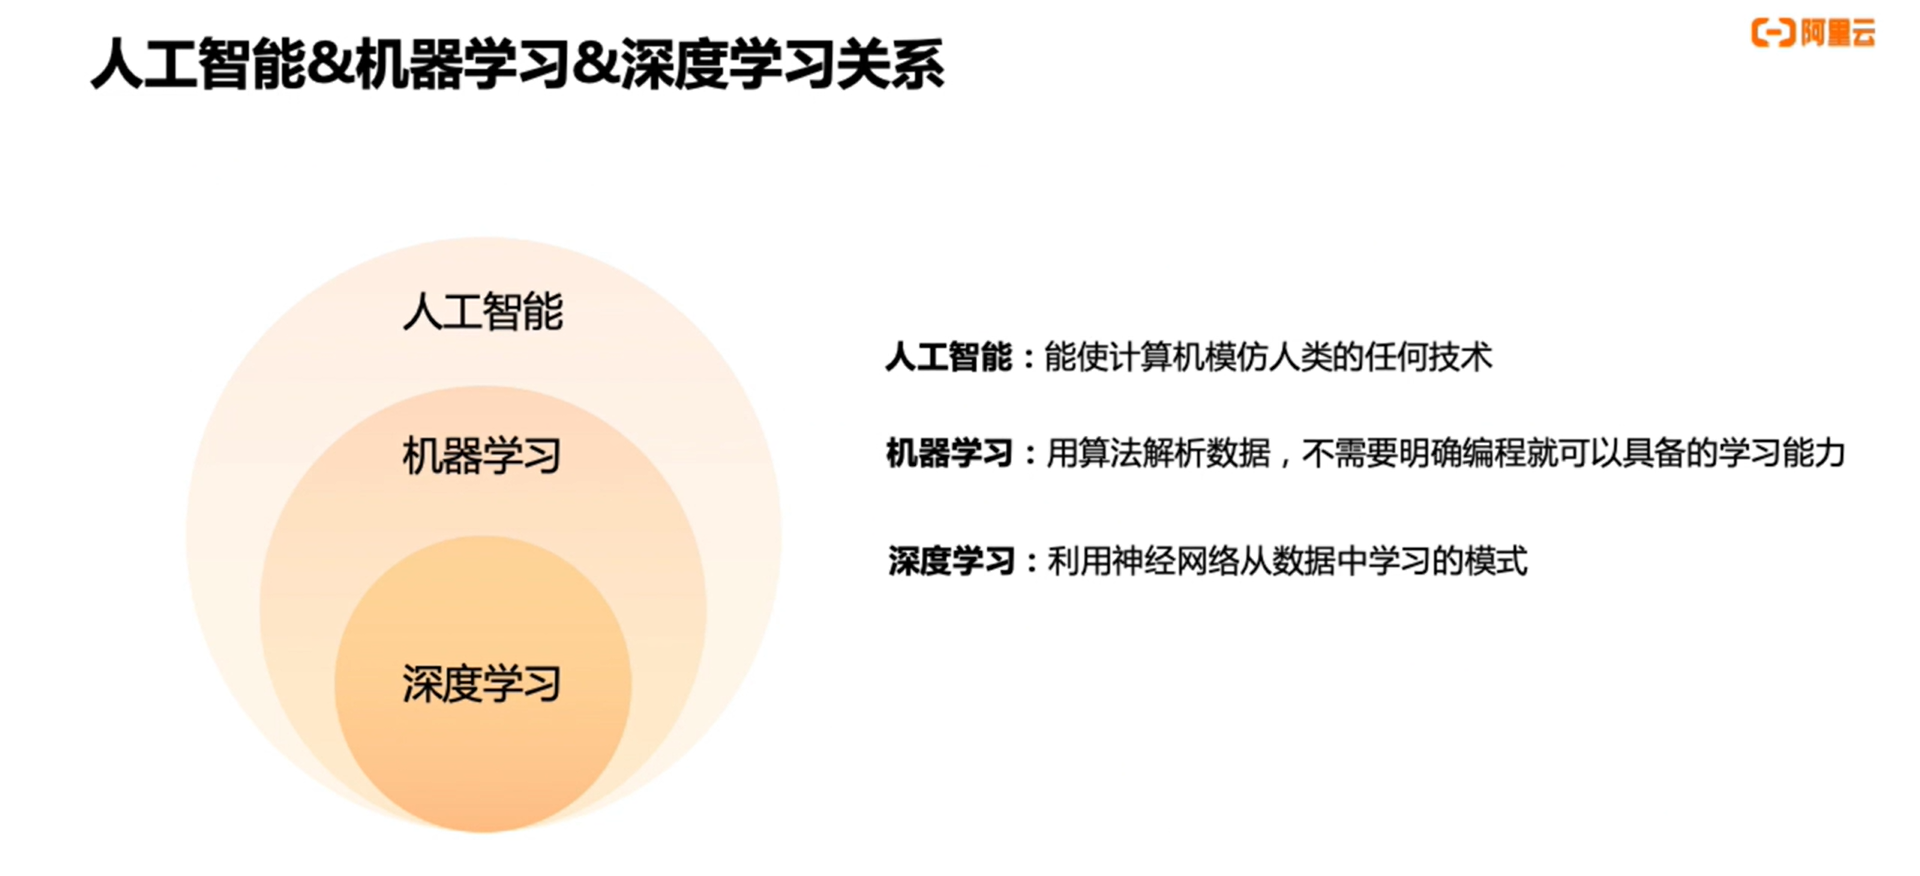 人工智能&机器学习&深度学习关系
阿里云
人工智能
机器学习
深度学习
人工智能：能使计算机模仿人类的任何技术
机器学习：用算法解析数据，不需要明确编程就可以具备的学习能力
深度学习：利用神经网络从数据中学习的模式